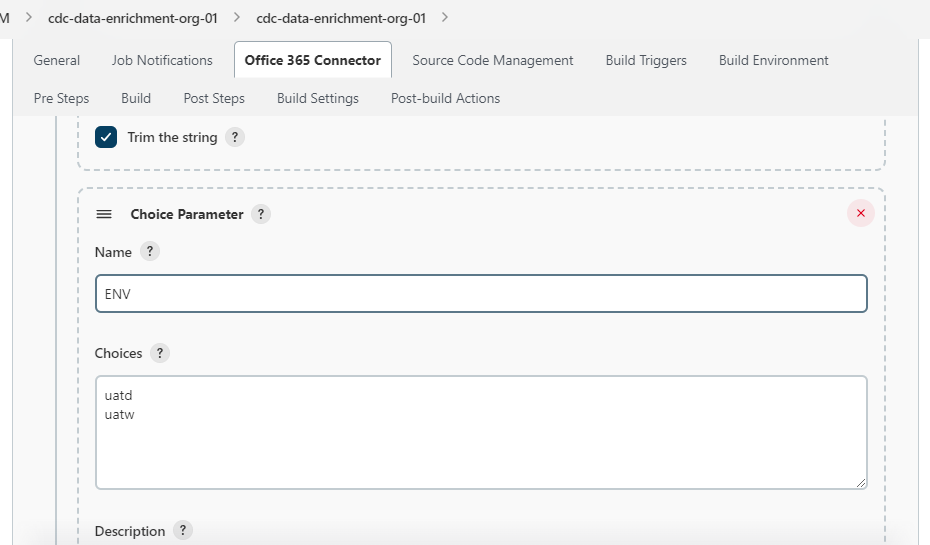 M > cdc-data-enrichment-org-01 > cdc-data-enrichment-org-01 >
General Job Notifications Office 365 Connector Source Code Management Build Triggers Build Environment
Pre Steps Build Post Steps Build Settings Post-build Actions
Trim the string ?
Choice Parameter ?
Name ?
ENV
Choices ?
uatd
uatw
Description ?